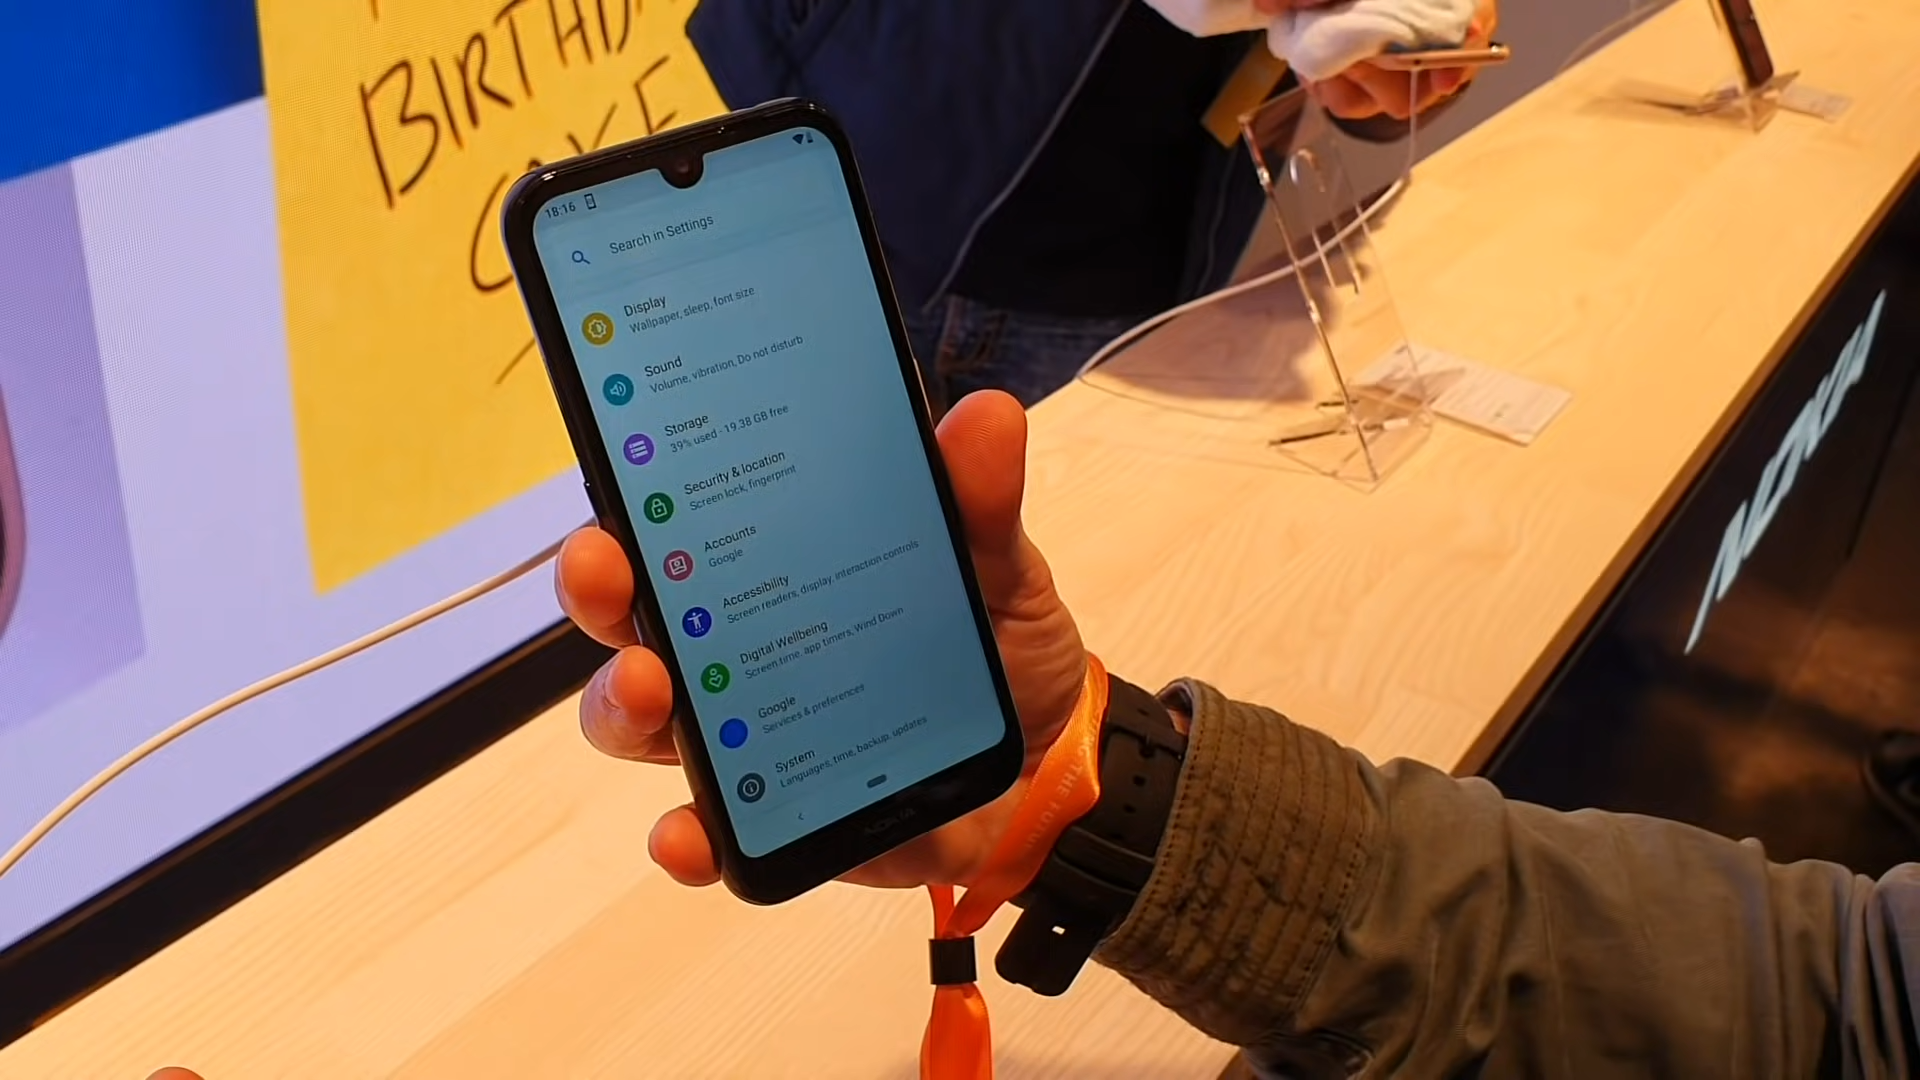 BIRTHDA
CAKE
18:16
Search in Settings
Display
Wallpaper, sleep, font size
Sound
Volume, vibration, Do not disturb
Storage
39% used - 19.38 GB free
Security & location
Screen lock, fingerprint
Accounts
Google
Accessibility
Screen readers, display, interaction controls
Digital Wellbeing
Screen time, app timers, Wind Down
Google
Services & preferences
System
Languages, time, backup, updates
NOKIA
NOKIA
THE FUTURE